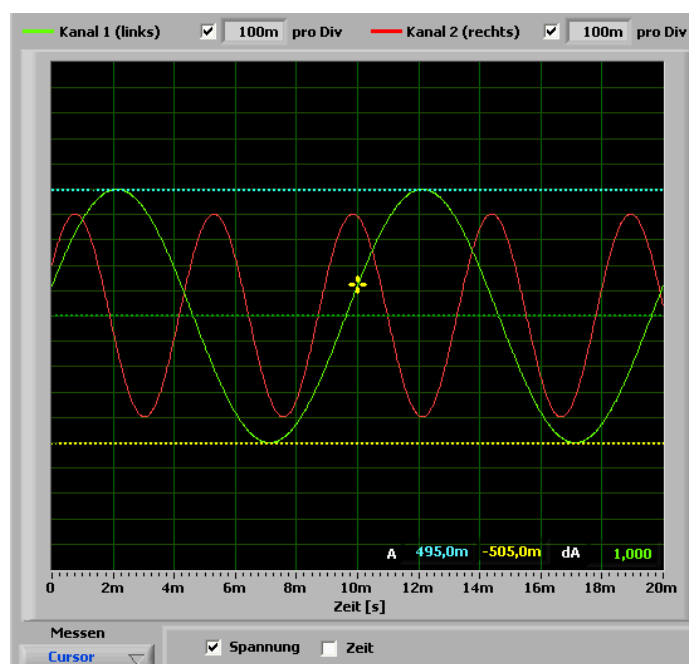 Kanal 1 (links) 100m pro Div Kanal 2 (rechts) 100m pro Div
A 495,0m -505,0m dA 1,000
0 2m 4m 6m 8m 10m 12m 14m 16m 18m 20m
Zeit [s]
Messen
Cursor
Spannung Zeit